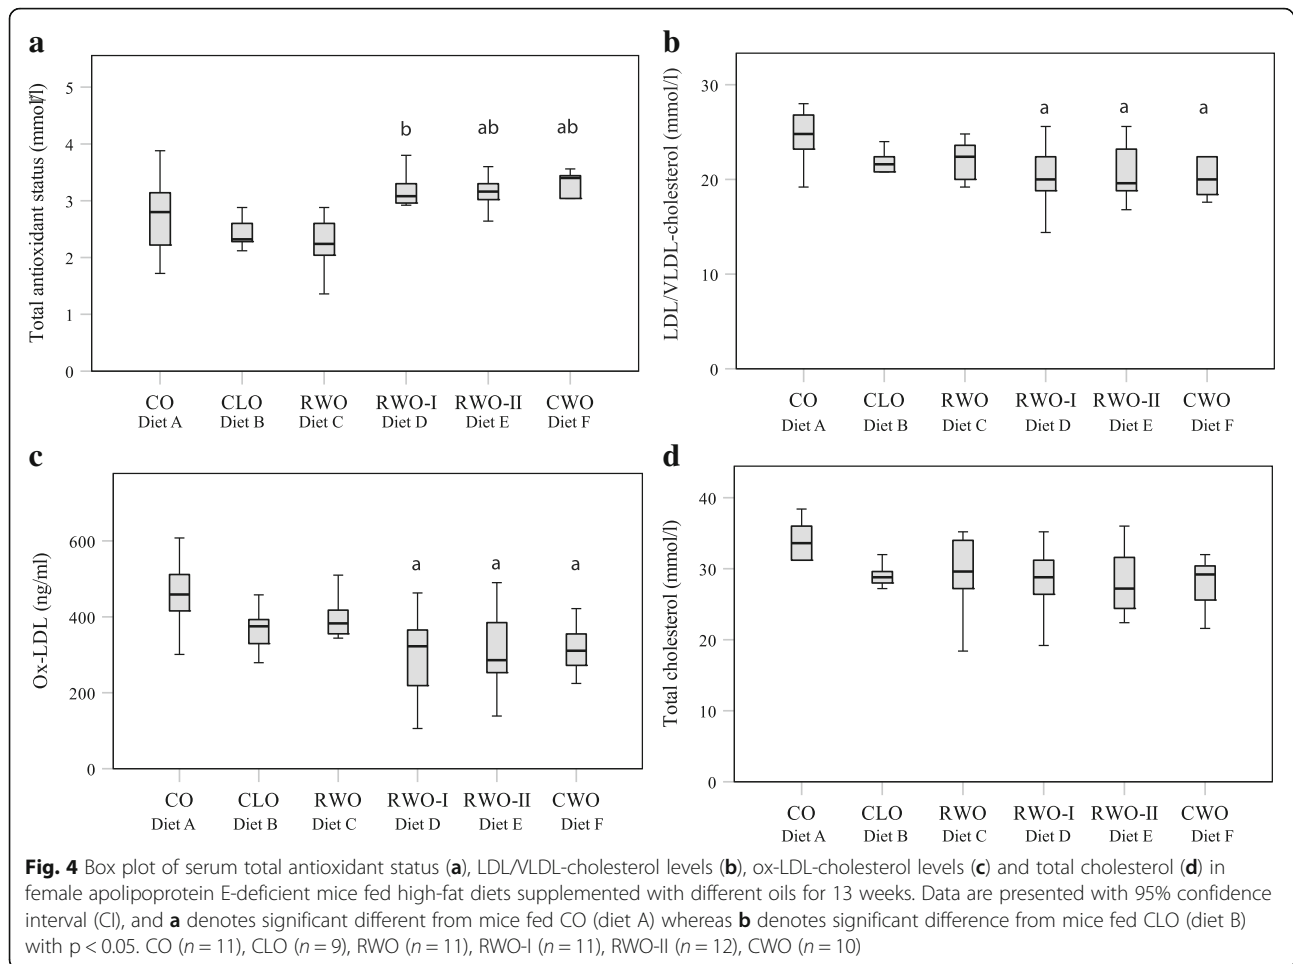 a
Total antioxidant status (mmol/l)
5
4
3
2
1
0
b
ab
ab
CO
CLO
RWO
RWO-I
RWO-II
CWO
Diet A
Diet B
Diet C
Diet D
Diet E
Diet F
b
LDL/VLDL-cholesterol (mmol/l)
30
20
10
0
a
a
a
CO
CLO
RWO
RWO-I
RWO-II
CWO
Diet A
Diet B
Diet C
Diet D
Diet E
Diet F
c
Ox-LDL (ng/ml)
600
400
200
0
a
a
a
CO
CLO
RWO
RWO-I
RWO-II
CWO
Diet A
Diet B
Diet C
Diet D
Diet E
Diet F
d
Total cholesterol (mmol/l)
40
30
20
10
0
CO
CLO
RWO
RWO-I
RWO-II
CWO
Diet A
Diet B
Diet C
Diet D
Diet E
Diet F
Fig. 4 Box plot of serum total antioxidant status (a), LDL/VLDL-cholesterol levels (b), ox-LDL-cholesterol levels (c) and total cholesterol (d) in
female apolipoprotein E-deficient mice fed high-fat diets supplemented with different oils for 13 weeks. Data are presented with 95% confidence
interval (CI), and a denotes significant different from mice fed CO (diet A) whereas b denotes significant difference from mice fed CLO (diet B)
with p < 0.05. CO (n = 11), CLO (n = 9), RWO (n = 11), RWO-I (n = 11), RWO-II (n = 12), CWO (n = 10)